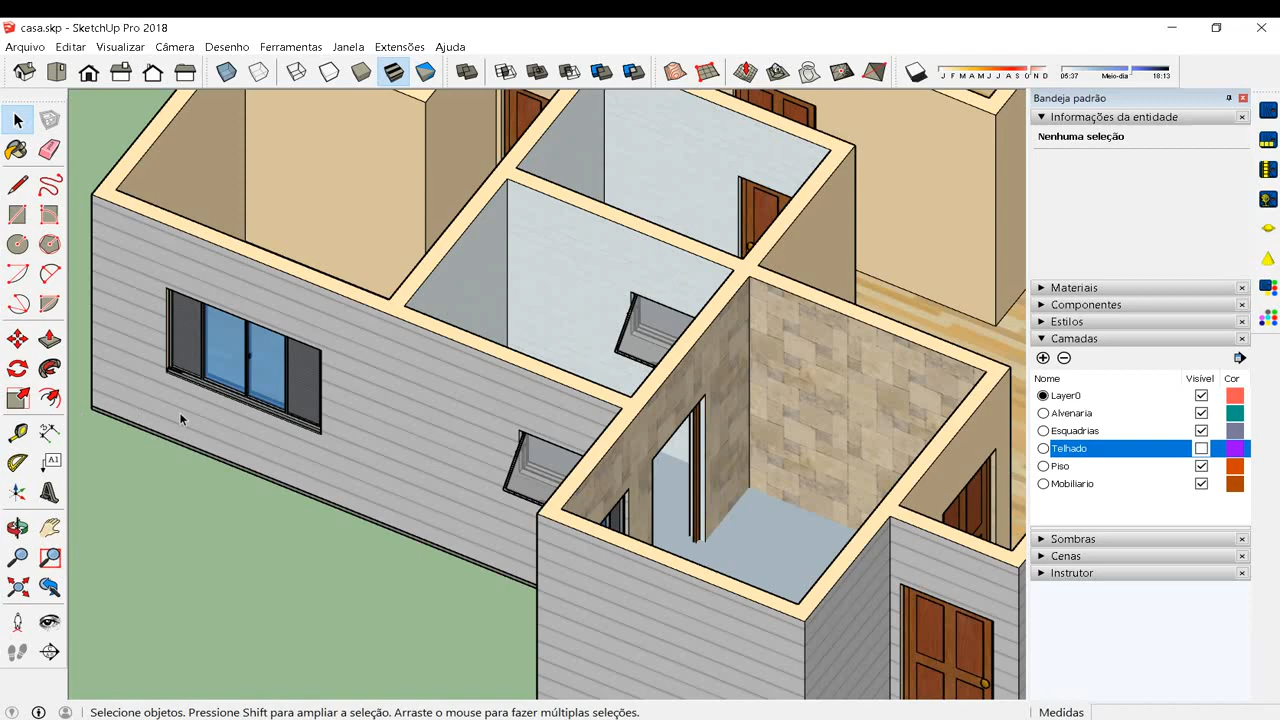 casa.skp - SketchUp Pro 2018
Arquivo Editar Visualizar Câmera Desenho Ferramentas Janela Extensões Ajuda
J F M A M J J A S O N D 05:37 Meio-dia 18:13
Bandeja padrão
Informações da entidade
Nenhuma seleção
Materiais
Componentes
Estilos
Camadas
Nome Visível Cor
Layer0
Alvenaria
Esquadrias
Telhado
Piso
Mobiliario
Sombras
Cenas
Instrutor
A1
Selecione objetos. Pressione Shift para ampliar a seleção. Arraste o mouse para fazer múltiplas seleções.
Medidas